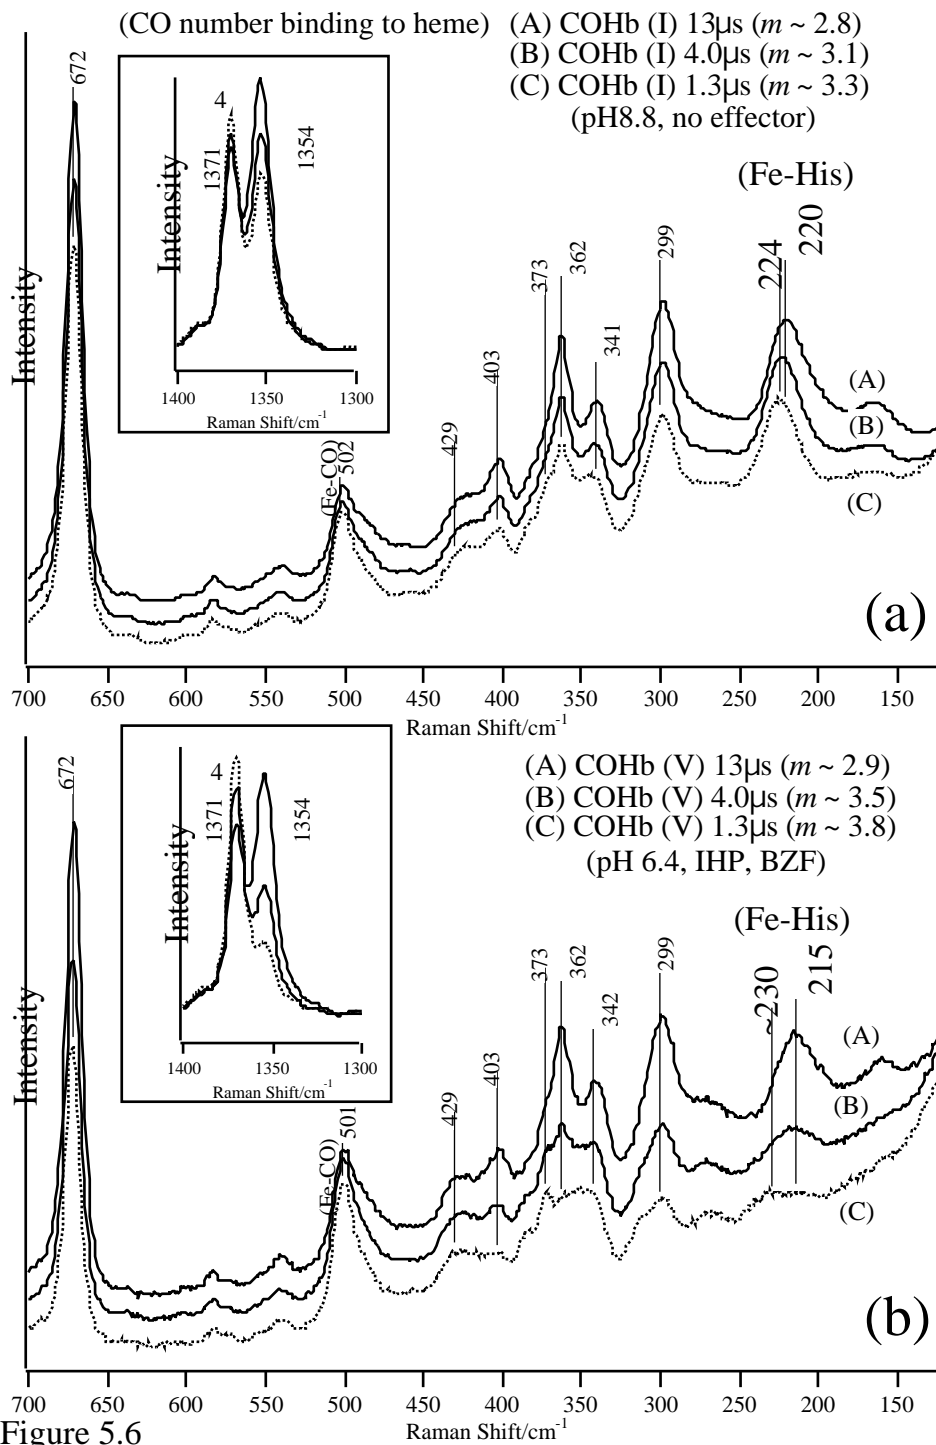 (CO number binding to heme)
(A) COHb (I) 13μs (m ~ 2.8)
(B) COHb (I) 4.0μs (m ~ 3.1)
(C) COHb (I) 1.3μs (m ~ 3.3)
(pH8.8, no effector)
672
4
1371
1354
Intensity
1400
1350
1300
Raman Shift/cm-1
Intensity
(Fe-His)
224
220
299
373
362
341
403
429
(Fe-CO)
502
(A)
(B)
(C)
(a)
700
650
600
550
500
450
400
350
300
250
200
150
Raman Shift/cm-1
(A) COHb (V) 13μs (m ~ 2.9)
(B) COHb (V) 4.0μs (m ~ 3.5)
(C) COHb (V) 1.3μs (m ~ 3.8)
(pH 6.4, IHP, BZF)
672
4
1371
1354
Intensity
1400
1350
1300
Raman Shift/cm-1
Intensity
(Fe-His)
~230
215
299
373
362
342
403
429
(Fe-CO)
501
(A)
(B)
(C)
(b)
700
650
600
550
500
450
400
350
300
250
200
150
Raman Shift/cm-1
Figure 5.6